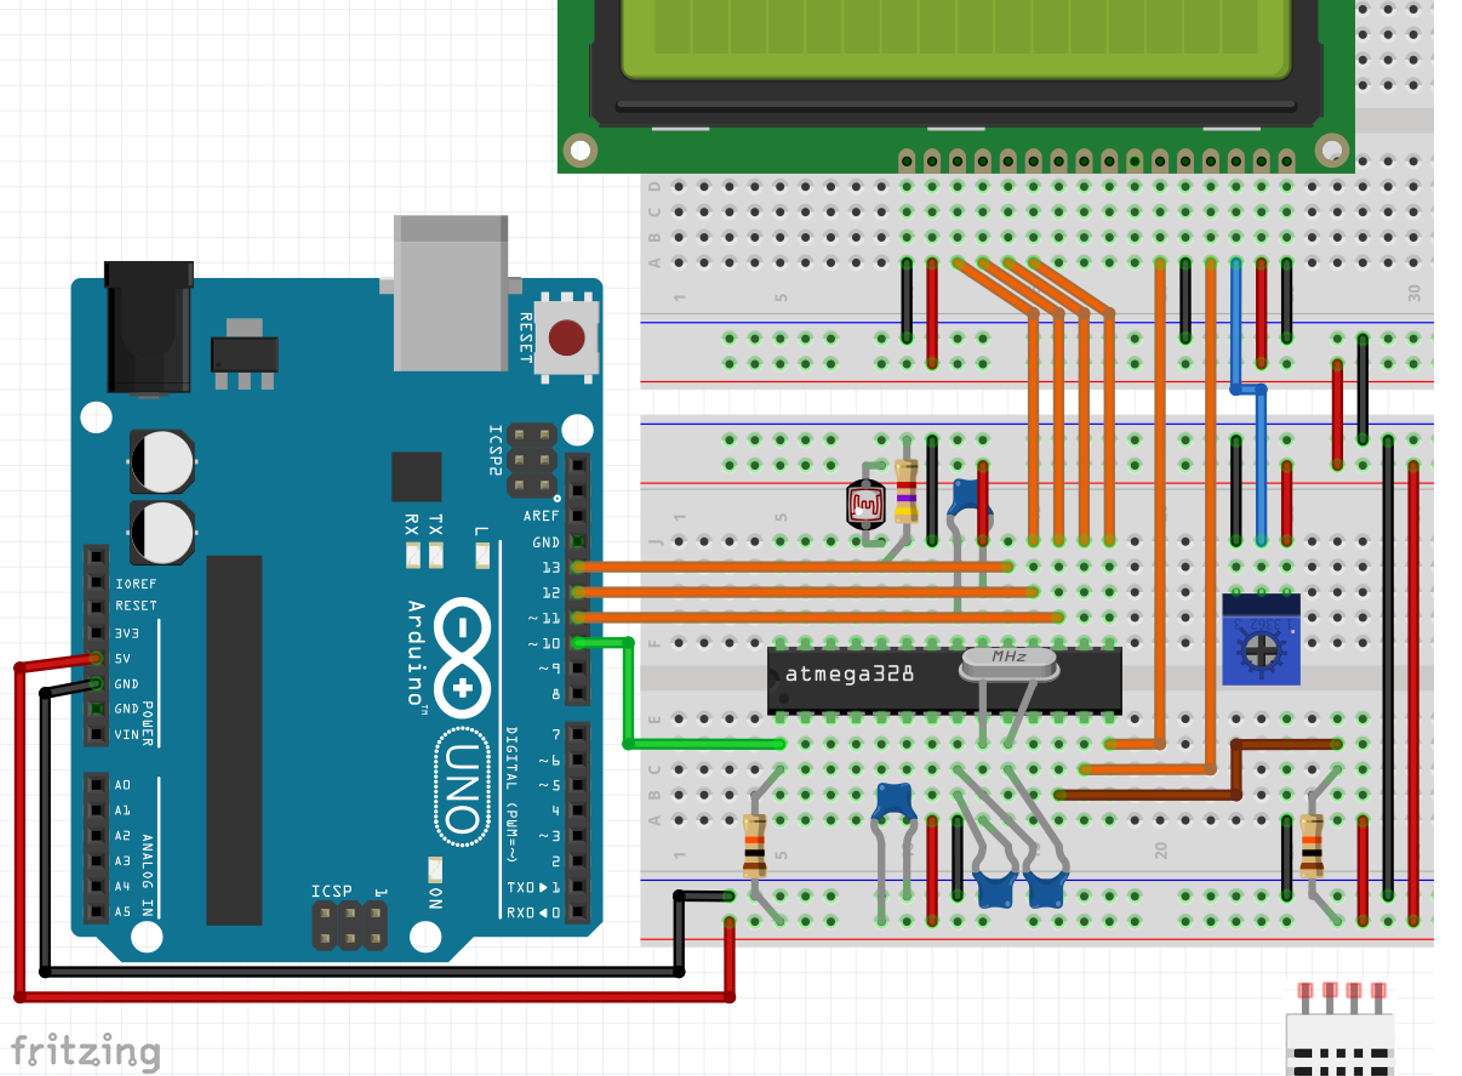 D
C
B
A
1
5
30
RESET
ICSP2
AREF
GND
13
12
~11
~10
~9
8
RX
TX
L
IOREF
RESET
3V3
5V
GND
GND
VIN
POWER
Arduino™
UNO
DIGITAL (PWM=~)
7
~6
~5
4
~3
2
TX0▶1
RX0◀0
A0
A1
A2
A3
A4
A5
ANALOG IN
ICSP
1
ON
1
5
J
F
atmega328
MHz
3362
E
C
B
A
1
5
20
fritzing